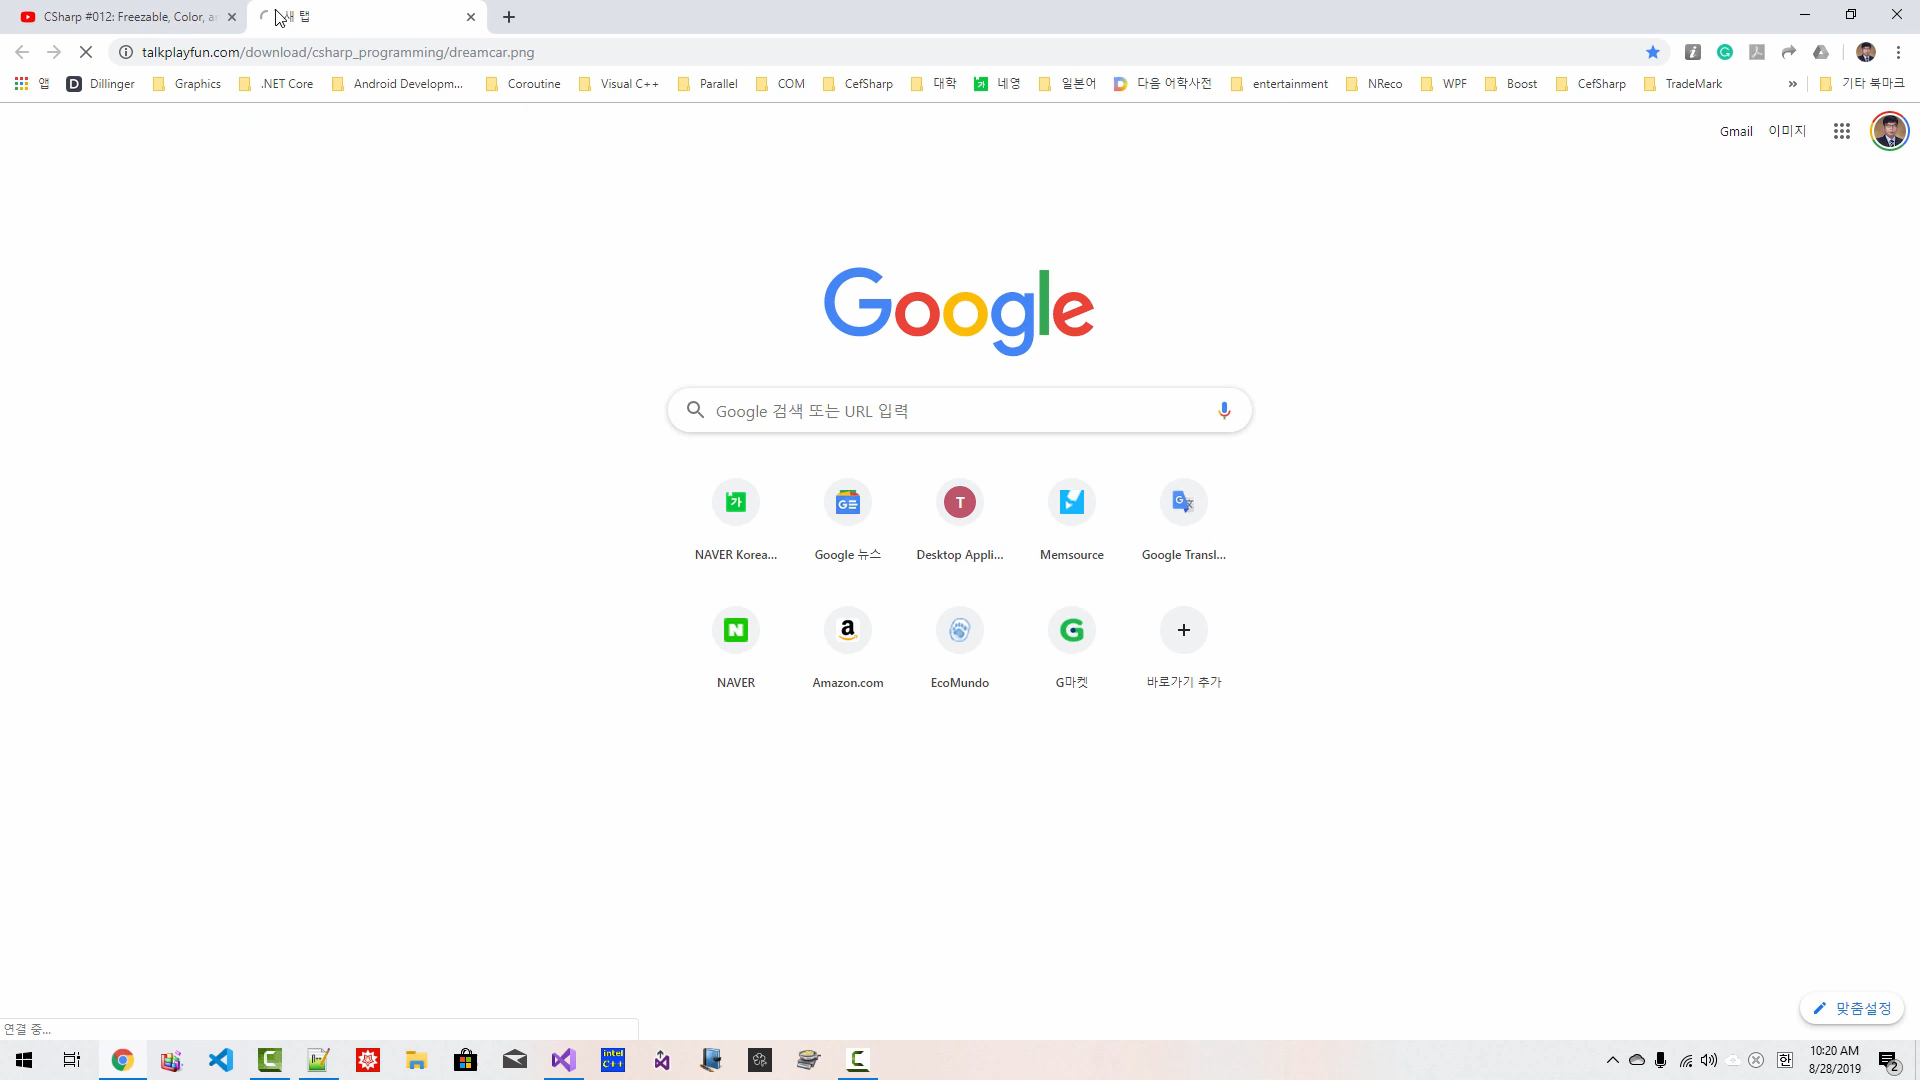 CSharp #012: Freezable, Color, a
새 탭
talkplayfun.com/download/csharp_programming/dreamcar.png
앱 Dillinger Graphics .NET Core Android Developm... Coroutine Visual C++ Parallel COM CefSharp 대학 네영 일본어 다음 어학사전 entertainment NReco WPF Boost CefSharp TradeMark » 기타 북마크
Gmail 이미지
Google
Google 검색 또는 URL 입력
NAVER Korea... Google 뉴스 Desktop Appli... Memsource Google Transl...
NAVER Amazon.com EcoMundo G마켓 바로가기 추가
맞춤설정
연결 중...
10:20 AM
8/28/2019